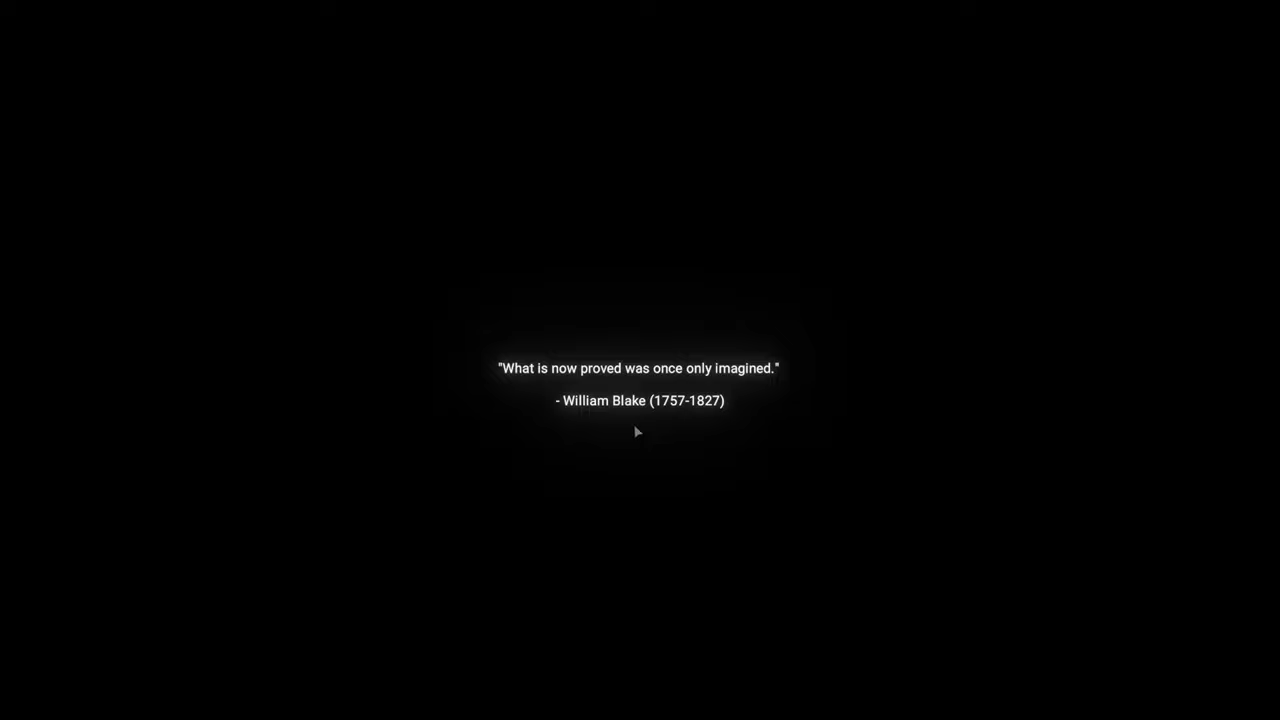 "What is now proved was once only imagined."
- William Blake (1757-1827)